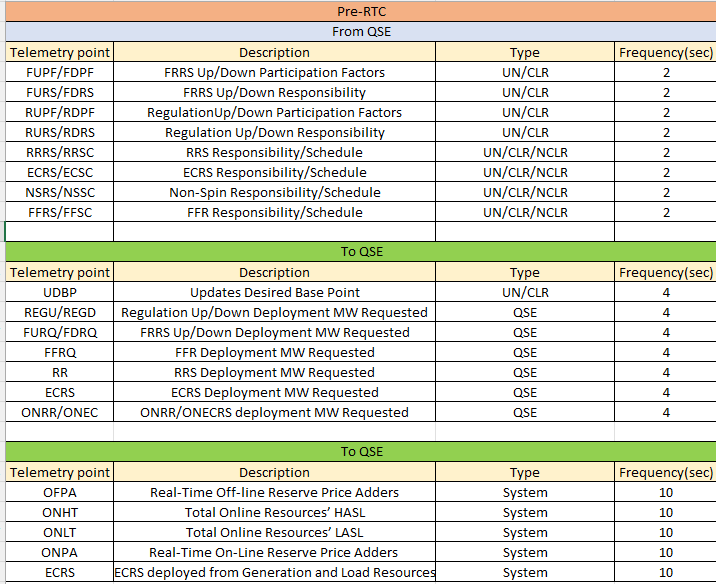 Pre-RTC
From QSE
Telemetry point Description Type Frequency(sec)
FUPF/FDPF FRRS Up/Down Participation Factors UN/CLR 2
FURS/FDRS FRRS Up/Down Responsibility UN/CLR 2
RUPF/RDPF RegulationUp/Down Participation Factors UN/CLR 2
RURS/RDRS Regulation Up/Down Responsibility UN/CLR 2
RRRS/RRSC RRS Responsibility/Schedule UN/CLR/NCLR 2
ECRS/ECSC ECRS Responsibility/Schedule UN/CLR/NCLR 2
NSRS/NSSC Non-Spin Responsibility/Schedule UN/CLR/NCLR 2
FFRS/FFSC FFR Responsibility/Schedule UN/CLR/NCLR 2
To QSE
Telemetry point Description Type Frequency(sec)
UDBP Updates Desired Base Point UN/CLR 4
REGU/REGD Regulation Up/Down Deployment MW Requested QSE 4
FURQ/FDRQ FRRS Up/Down Deployment MW Requested QSE 4
FFRQ FFR Deployment MW Requested QSE 4
RR RRS Deployment MW Requested QSE 4
ECRS ECRS Deployment MW Requested QSE 4
ONRR/ONEC ONRR/ONECRS deployment MW Requested QSE 4
To QSE
Telemetry point Description Type Frequency(sec)
OFPA Real-Time Off-line Reserve Price Adders System 10
ONHT Total Online Resources’ HASL System 10
ONLT Total Online Resources’ LASL System 10
ONPA Real-Time On-Line Reserve Price Adders System 10
ECRS ECRS deployed from Generation and Load Resources System 10